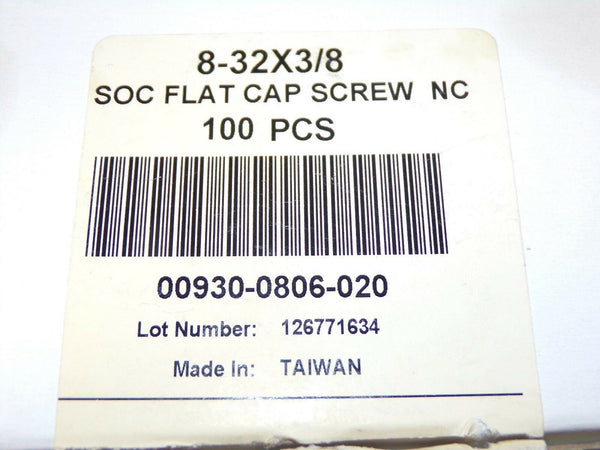 8-32X3/8
SOC FLAT CAP SCREW NC
100 PCS
00930-0806-020
Lot Number: 126771634
Made In: TAIWAN